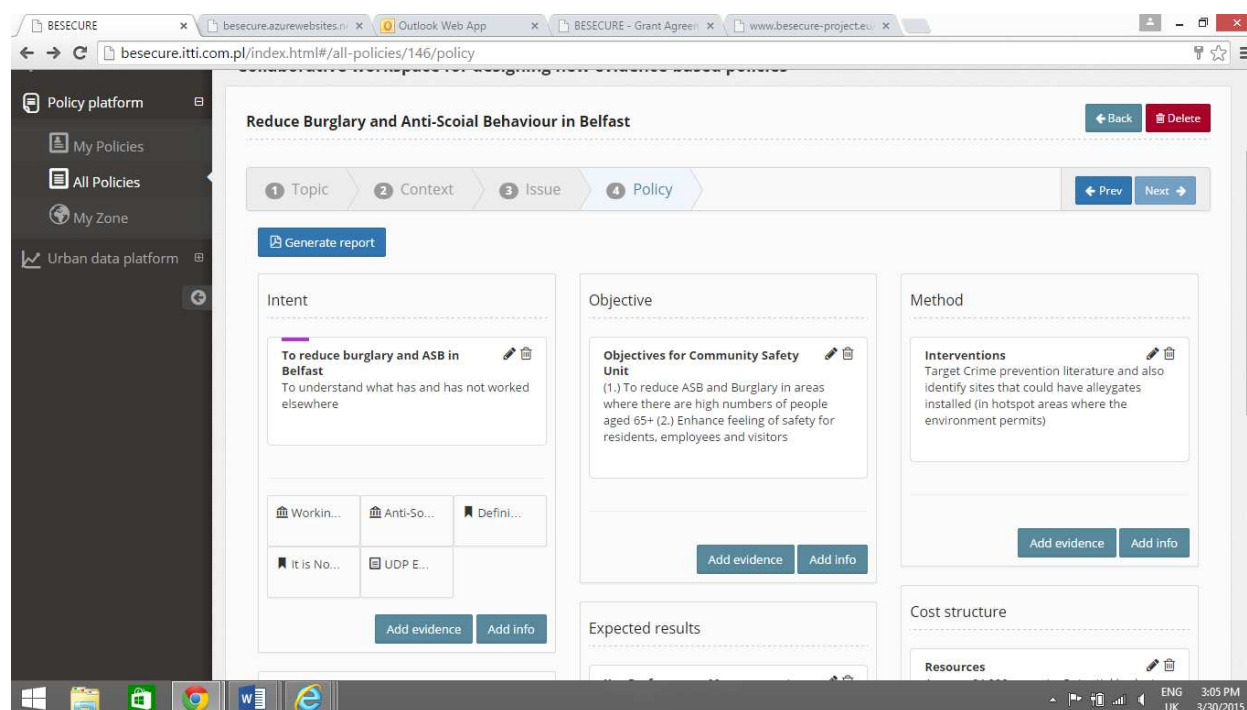 BESECURE
besecure.azurewebsites.n
Outlook Web App
BESECURE - Grant Agreem
www.besecure-project.eu
besecure.itti.com.pl/index.html#/all-policies/146/policy
Collaborative workspace for designing new evidence based policies
Policy platform
My Policies
All Policies
My Zone
Urban data platform
Reduce Burglary and Anti-Scoial Behaviour in Belfast
Back
Delete
1 Topic
2 Context
3 Issue
4 Policy
Prev
Next
Generate report
Intent
To reduce burglary and ASB in
Belfast
To understand what has and has not worked
elsewhere
Workin...
Anti-So...
Defini...
It is No...
UDP E...
Add evidence
Add info
Objective
Objectives for Community Safety
Unit
(1.) To reduce ASB and Burglary in areas
where there are high numbers of people
aged 65+ (2.) Enhance feeling of safety for
residents, employees and visitors
Add evidence
Add info
Expected results
Method
Interventions
Target Crime prevention literature and also
identify sites that could have alleygates
installed (in hotspot areas where the
environment permits)
Add evidence
Add info
Cost structure
Resources
ENG
UK
3:05 PM
3/30/2015